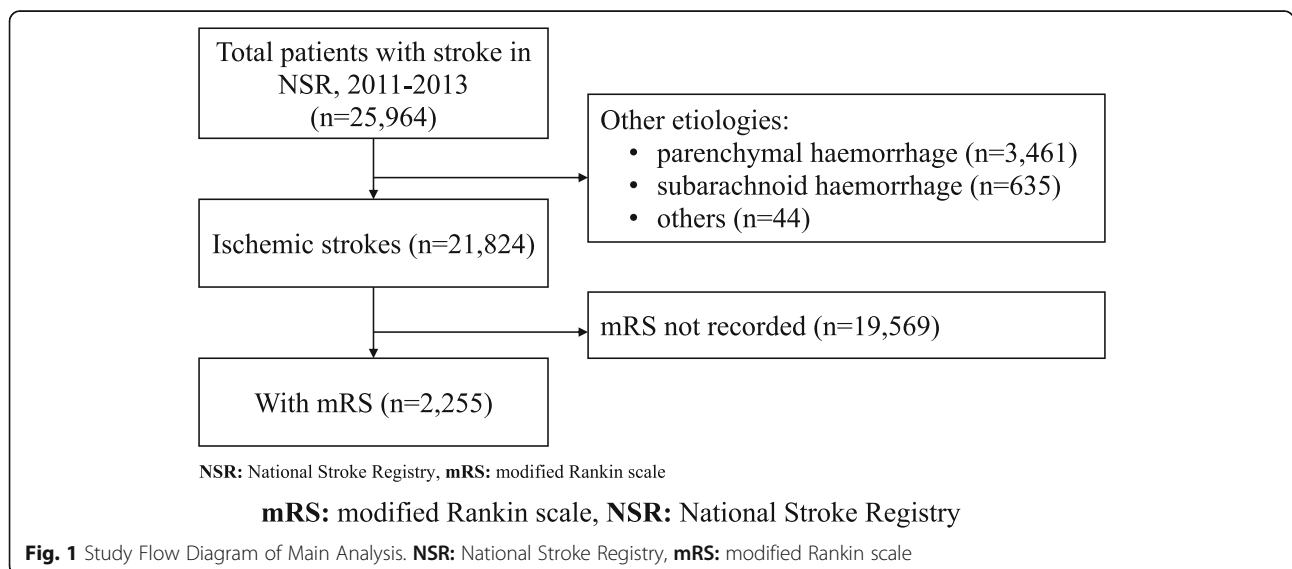 Total patients with stroke in
NSR, 2011-2013
(n=25,964)
Other etiologies:
• parenchymal haemorrhage (n=3,461)
• subarachnoid haemorrhage (n=635)
• others (n=44)
Ischemic strokes (n=21,824)
mRS not recorded (n=19,569)
With mRS (n=2,255)
NSR: National Stroke Registry, mRS: modified Rankin scale
mRS: modified Rankin scale, NSR: National Stroke Registry
Fig. 1 Study Flow Diagram of Main Analysis. NSR: National Stroke Registry, mRS: modified Rankin scale